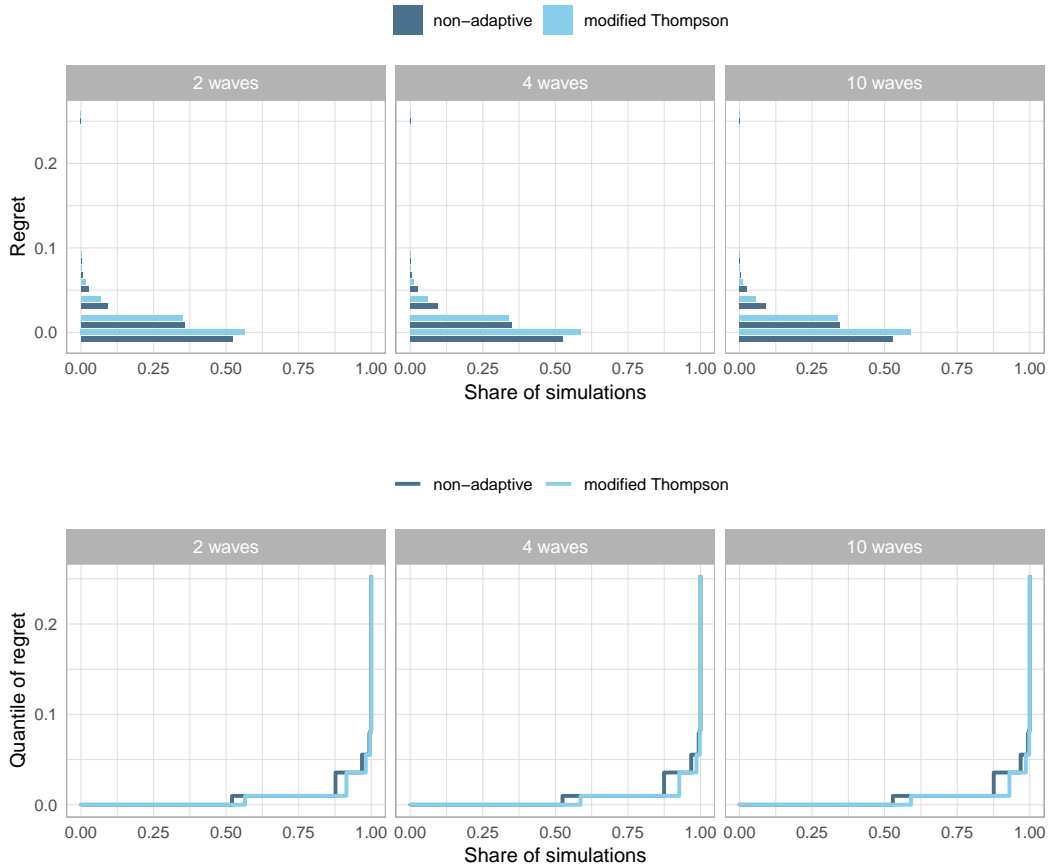 non−adaptive modified Thompson
2 waves 4 waves 10 waves
Regret
0.2
0.1
0.0
0.00 0.25 0.50 0.75 1.00 0.00 0.25 0.50 0.75 1.00 0.00 0.25 0.50 0.75 1.00
Share of simulations
non−adaptive modified Thompson
2 waves 4 waves 10 waves
Quantile of regret
0.2
0.1
0.0
0.00 0.25 0.50 0.75 1.00 0.00 0.25 0.50 0.75 1.00 0.00 0.25 0.50 0.75 1.00
Share of simulations